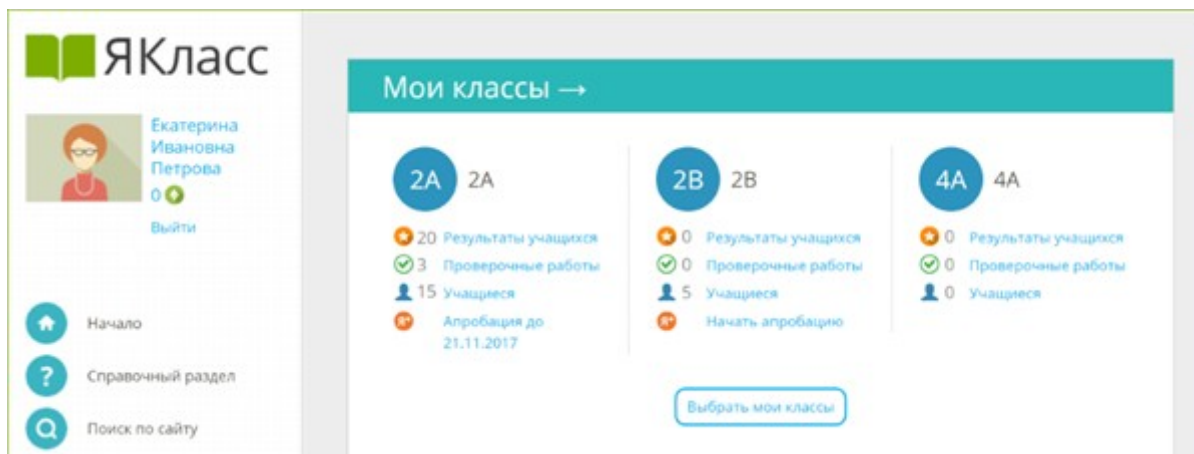 ЯКласс
Екатерина
Ивановна
Петрова
0
Выйти
Начало
?
Справочный раздел
Поиск по сайту
Мои классы →
2А 2А
20 Результаты учащихся
3 Проверочные работы
15 Учащиеся
Я+ Апробация до
21.11.2017
2В 2В
0 Результаты учащихся
0 Проверочные работы
5 Учащиеся
Я+ Начать апробацию
4А 4А
0 Результаты учащихся
0 Проверочные работы
0 Учащиеся
Выбрать мои классы